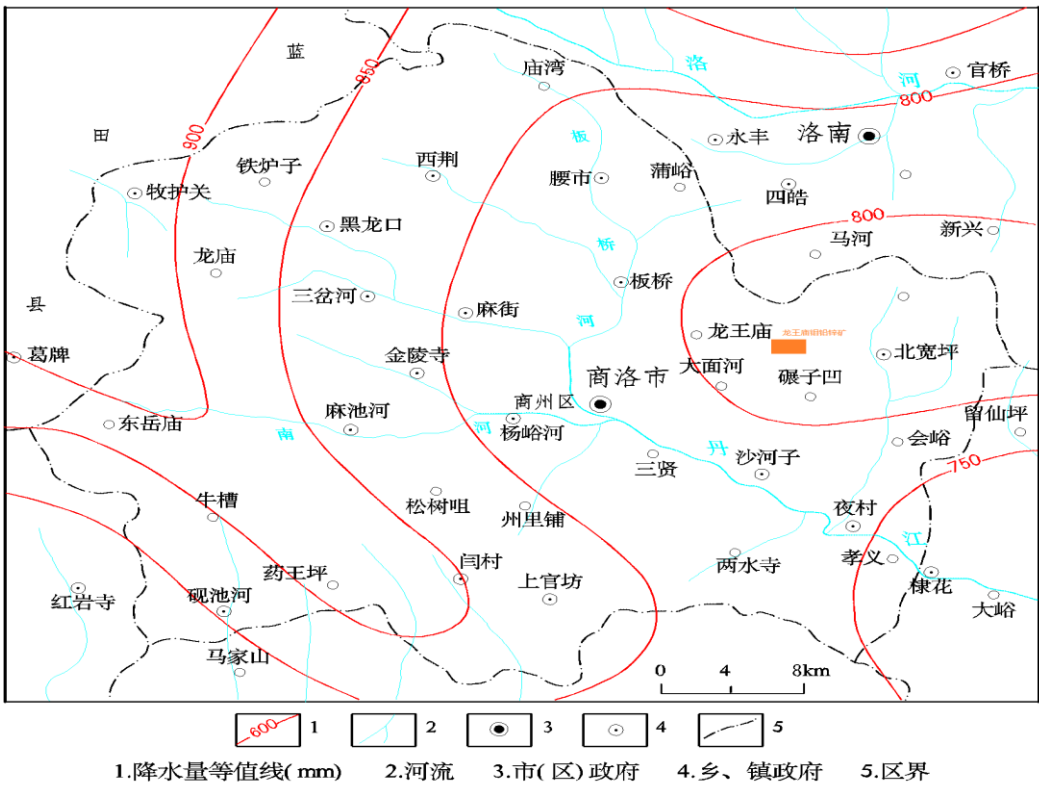 蓝
850
庙湾
洛
河
官桥
800
900
田
板
永丰
洛南
铁炉子
西荆
腰市
蒲峪
四皓
牧护关
800
黑龙口
新兴
桥
马河
龙庙
板桥
县
三岔河
麻街
河
龙王庙
葛牌
金陵寺
大面河
碾子凹
北宽坪
商洛市
商州区
麻池河
东岳庙
南
河
杨峪河
丹
留仙坪
会峪
三贤
沙河子
750
牛槽
松树咀
州里铺
夜村
江
闫村
两水寺
孝义
药王坪
上官坊
棣花
红岩寺
砚池河
大峪
马家山
0 4 8km
600 1 2 3 4 5
1.降水量等值线(mm) 2.河流 3.市(区)政府 4.乡、镇政府 5.区界